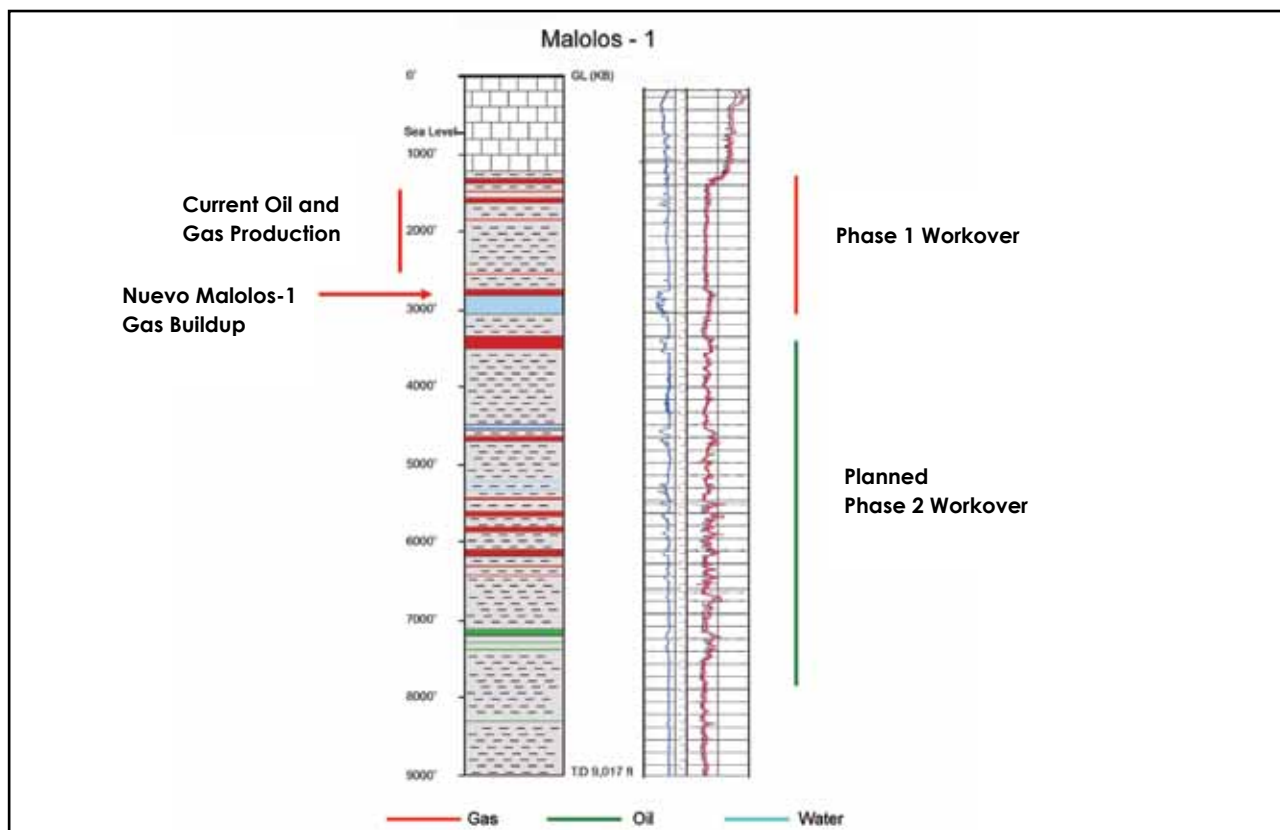 Malolos - 1
0'
GL (KB)
Sea Level
1000'
Current Oil and
Gas Production
2000'
Phase 1 Workover
Nuevo Malolos-1
Gas Buildup
3000'
4000'
5000'
Planned
Phase 2 Workover
6000'
7000'
8000'
9000'
TD 9,017 ft
Gas
Oil
Water